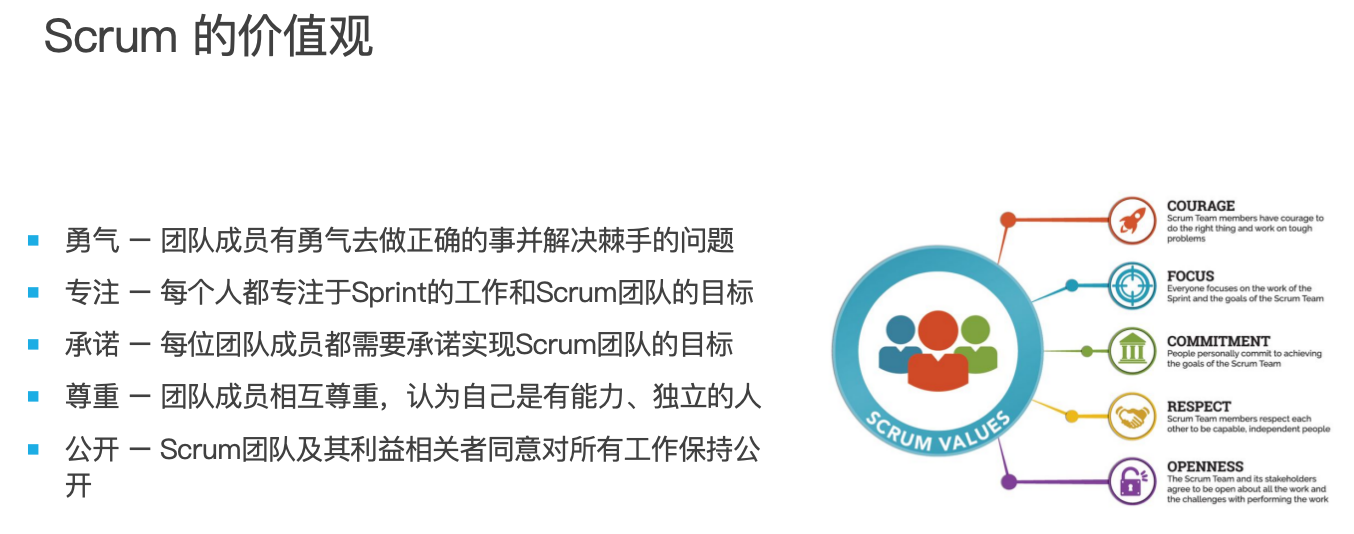 Scrum 的价值观
勇气 — 团队成员有勇气去做正确的事并解决棘手的问题
专注 — 每个人都专注于Sprint的工作和Scrum团队的目标
承诺 — 每位团队成员都需要承诺实现Scrum团队的目标
尊重 — 团队成员相互尊重，认为自己是有能力、独立的人
公开 — Scrum团队及其利益相关者同意对所有工作保持公
开
SCRUM VALUES
COURAGE
Scrum Team members have courage to
do the right thing and work on tough
problems
FOCUS
Everyone focuses on the work of the
Sprint and the goals of the Scrum Team
COMMITMENT
People personally commit to achieving
the goals of the Scrum Team
RESPECT
Scrum Team members respect each
other to be capable, independent people
OPENNESS
The Scrum Team and its stakeholders
agree to be open about all the work and
the challenges with performing the work